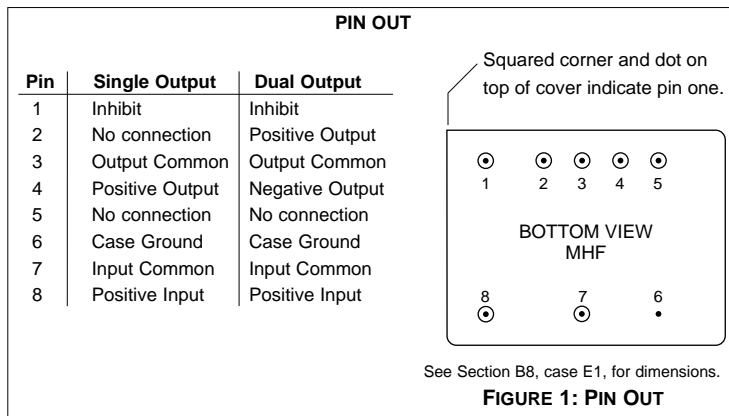 PIN OUT
Pin Single Output Dual Output
1 Inhibit Inhibit
2 No connection Positive Output
3 Output Common Output Common
4 Positive Output Negative Output
5 No connection No connection
6 Case Ground Case Ground
7 Input Common Input Common
8 Positive Input Positive Input
Squared corner and dot on
top of cover indicate pin one.
1 2 3 4 5
BOTTOM VIEW
MHF
8 7 6
See Section B8, case E1, for dimensions.
FIGURE 1: PIN OUT